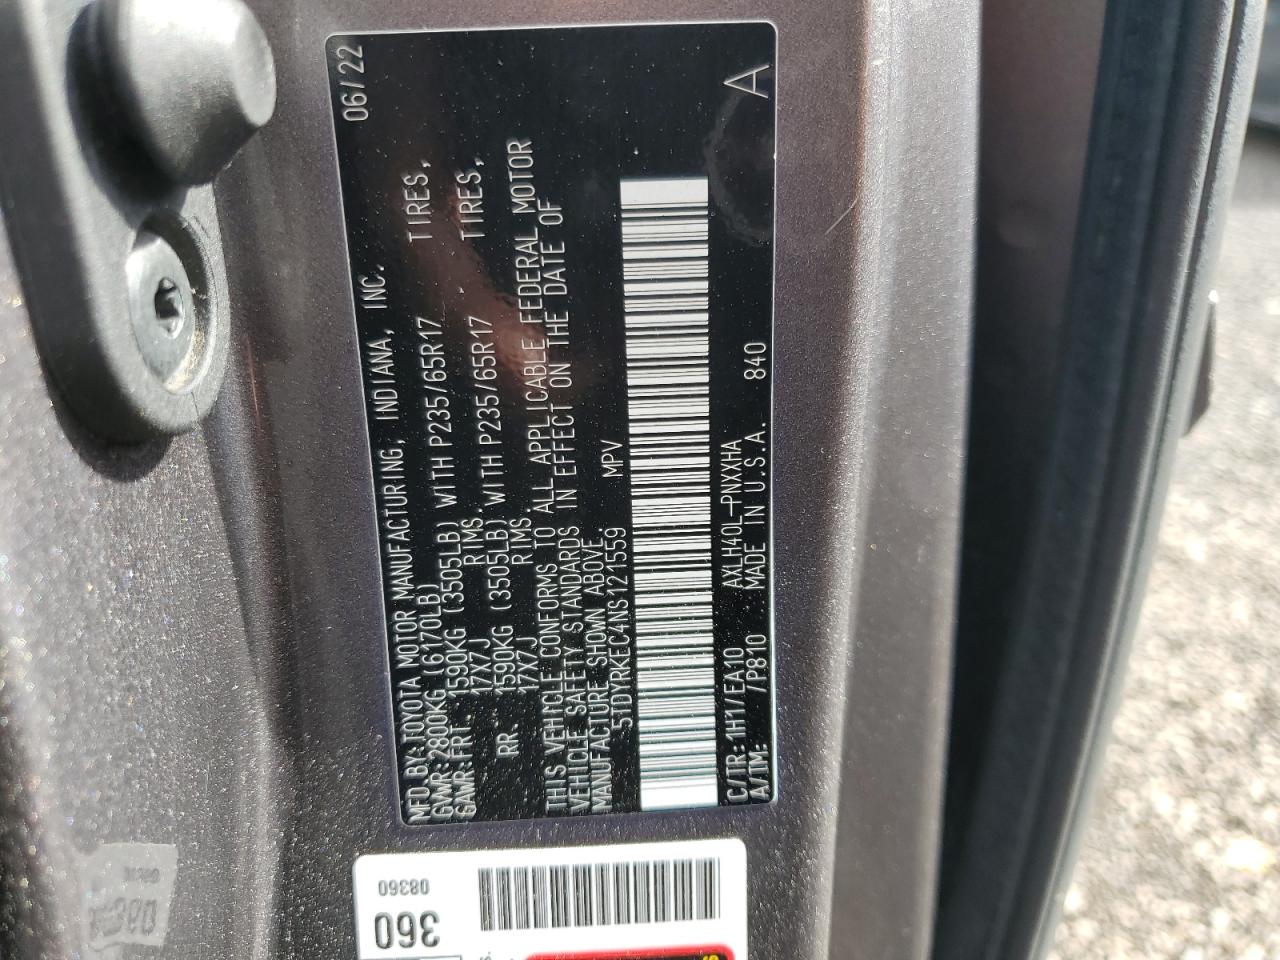 06/22
MFD.BY:TOYOTA MOTOR MANUFACTURING, INDIANA, INC.
GVWR:2800KG(6170LB)
GAWR:FRT. 1590KG (3505LB) WITH P235/65R17 TIRES,
17X7J RIMS
RR. 1590KG (3505LB) WITH P235/65R17 TIRES,
17X7J RIMS.
THIS VEHICLE CONFORMS TO ALL APPLICABLE FEDERAL MOTOR
VEHICLE SAFETY STANDARDS IN EFFECT ON THE DATE OF
MANUFACTURE SHOWN ABOVE.
5TDYRKEC4NS121559 MPV
C/TR:1H1/EA10 AXLH40L-PNXXHA
A/TM: /P810 MADE IN U.S.A. 840
A
08360
360